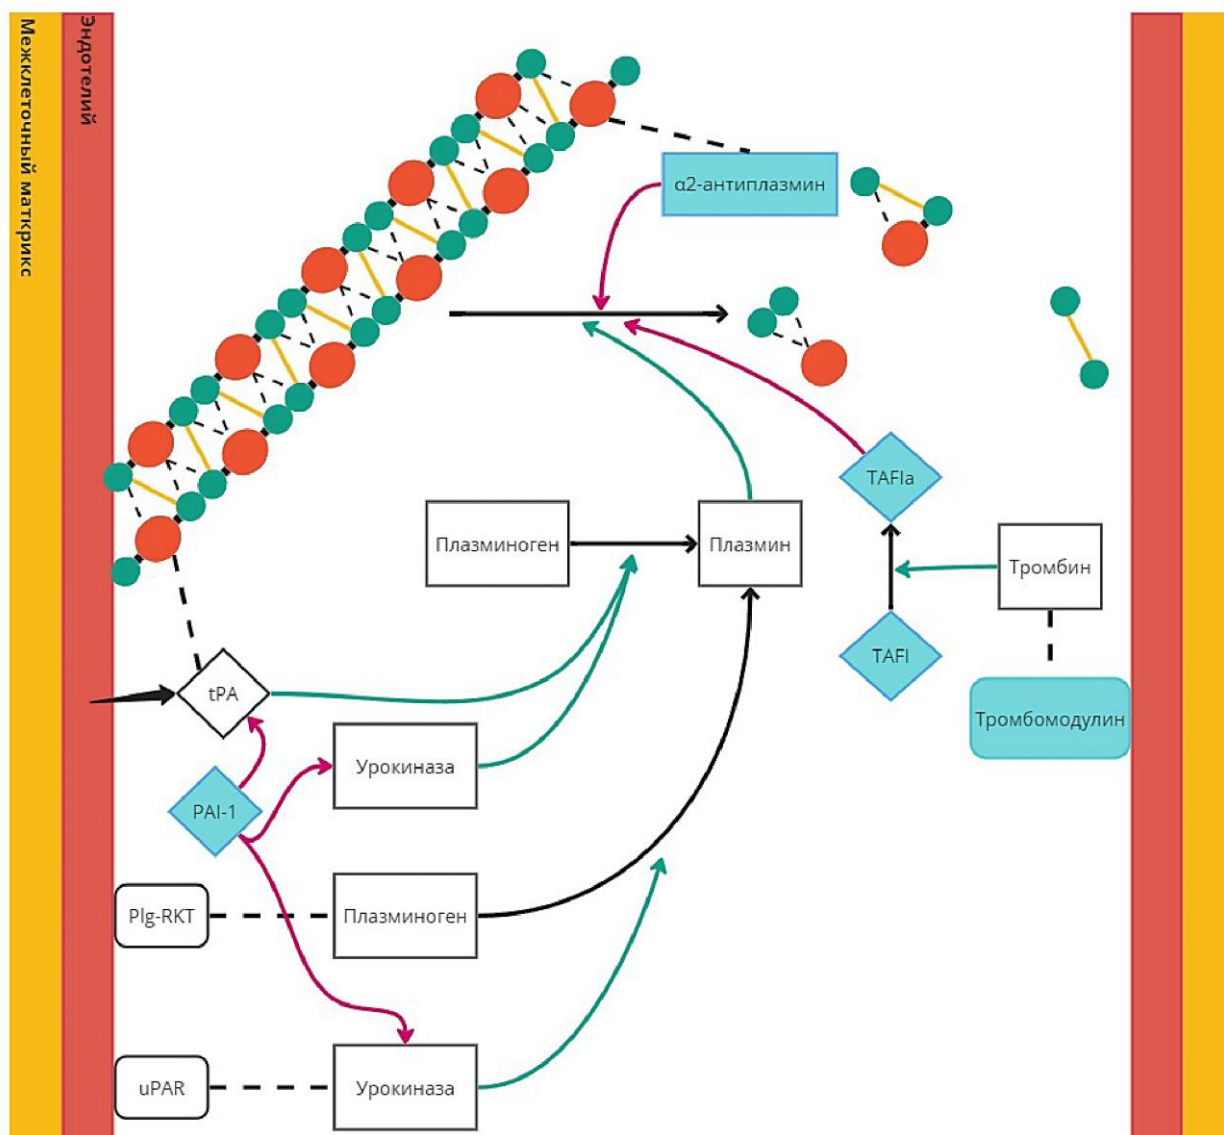 Межклеточный маткрикс
Эндотелий
α2-антиплазмин
TAFIa
Плазминоген
Плазмин
Тромбин
TAFI
tPA
Тромбомодулин
Урокиназа
PAI-1
Plg-RKT
Плазминоген
uPAR
Урокиназа